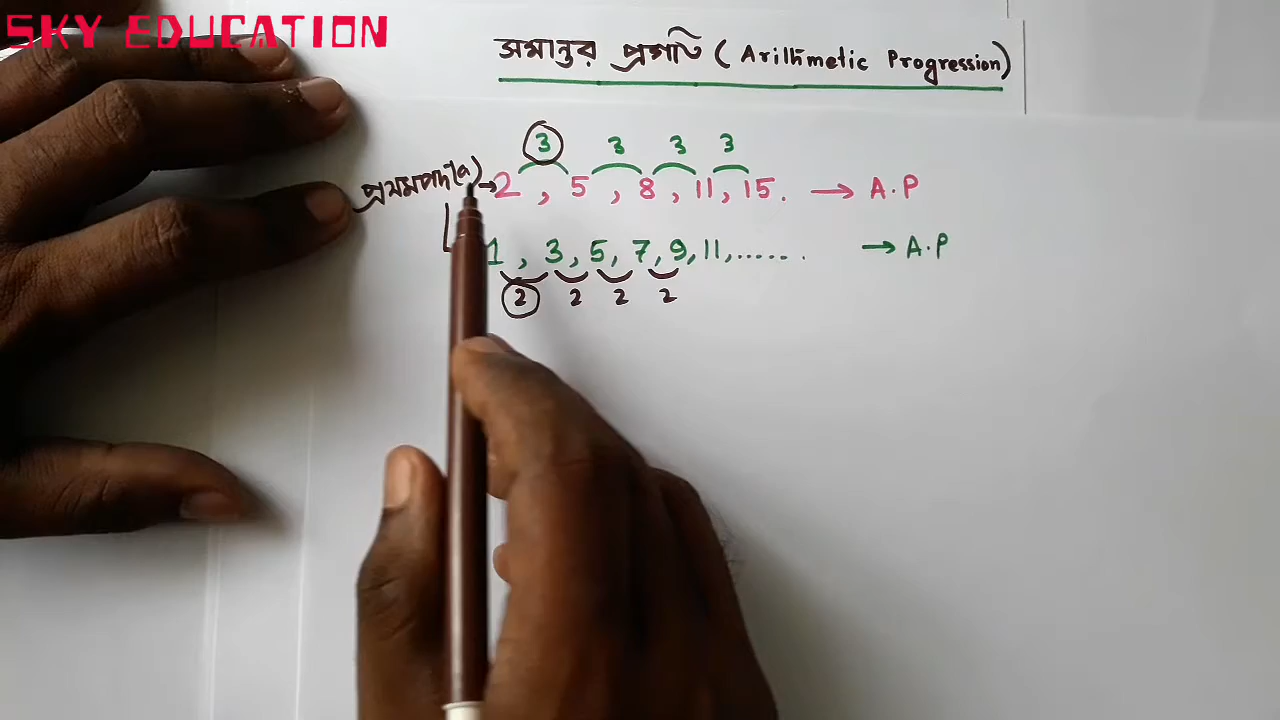 SKY EDUCATION
সমান্তর প্রগতি ( Arithmetic Progression)
3 3 3 3
প্রথমপদ(a) → 2 , 5 , 8 , 11 , 15 . → A.P
1 , 3 , 5 , 7 , 9 , 11 , ...... → A.P
2 2 2 2